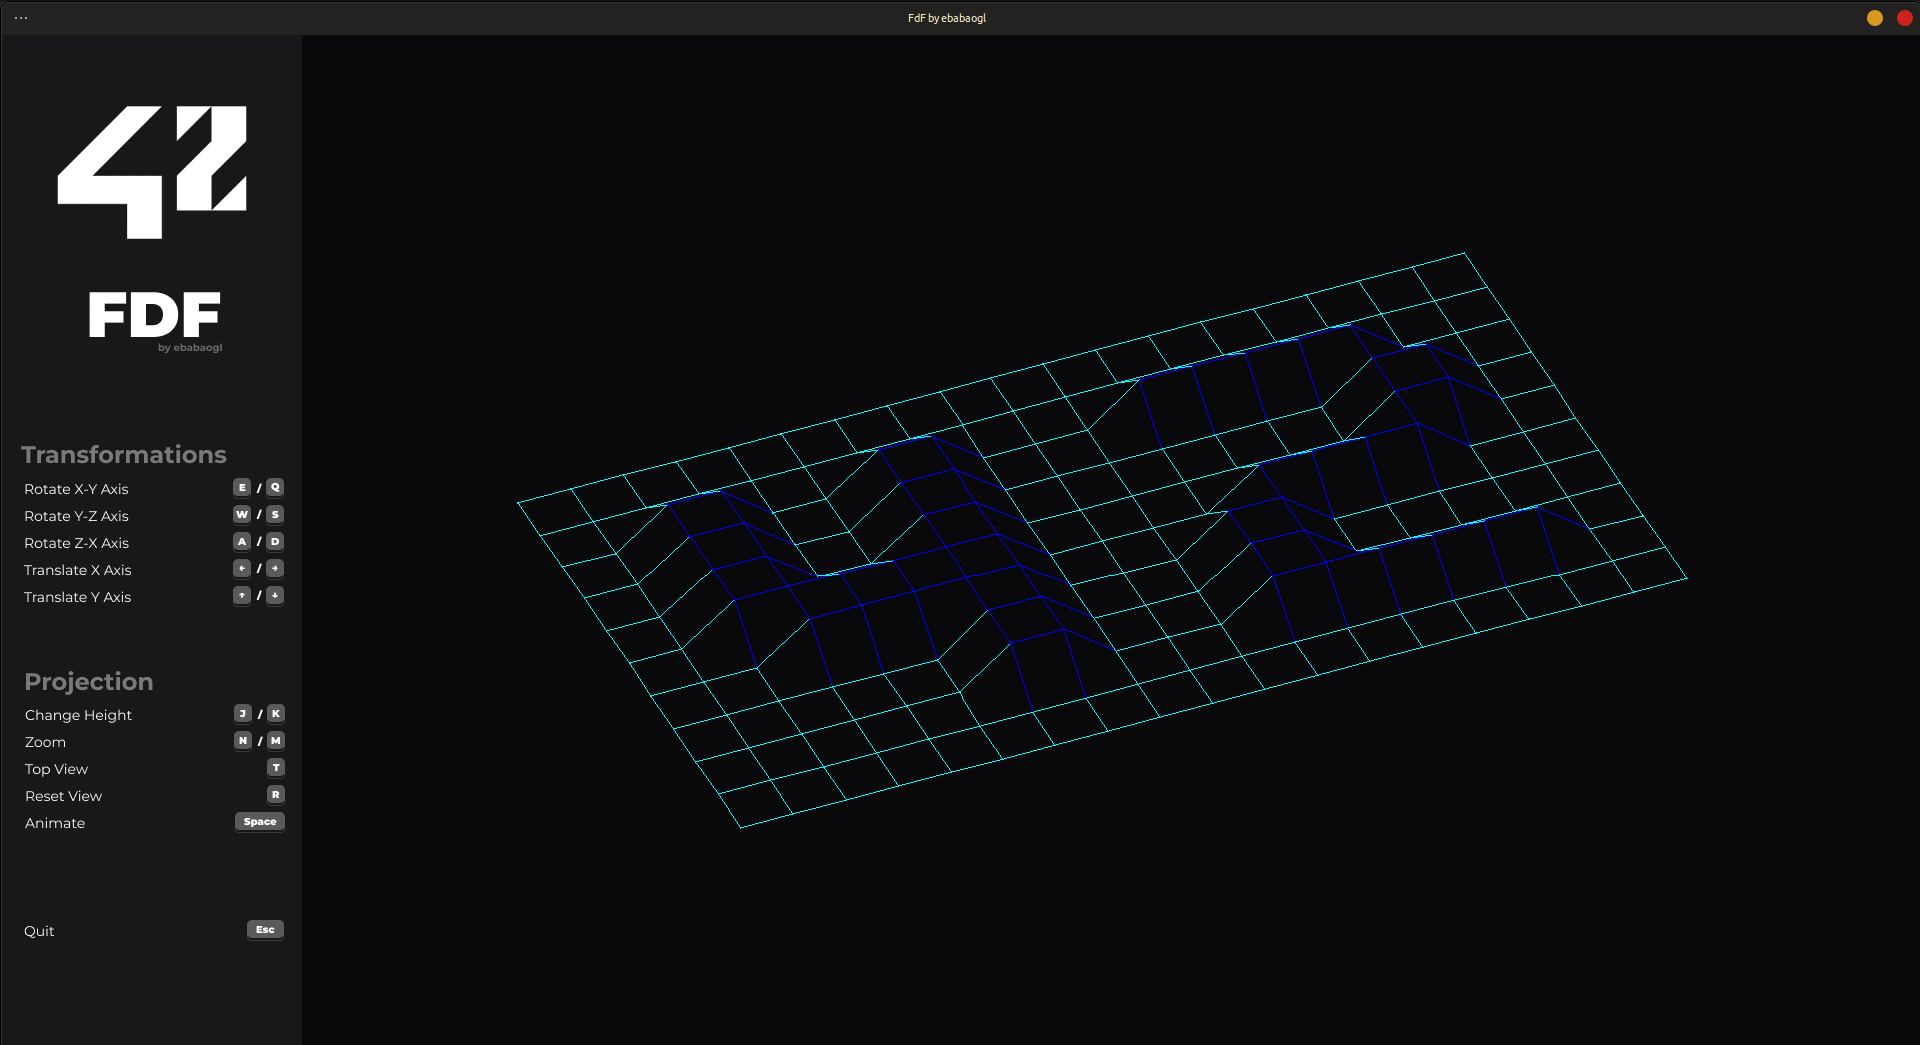 ...
FdF by ebabaogl
42
FDF
by ebabaogl
Transformations
Rotate X-Y Axis E / Q
Rotate Y-Z Axis W / S
Rotate Z-X Axis A / D
Translate X Axis ← / →
Translate Y Axis ↑ / ↓
Projection
Change Height J / K
Zoom N / M
Top View T
Reset View R
Animate Space
Quit Esc